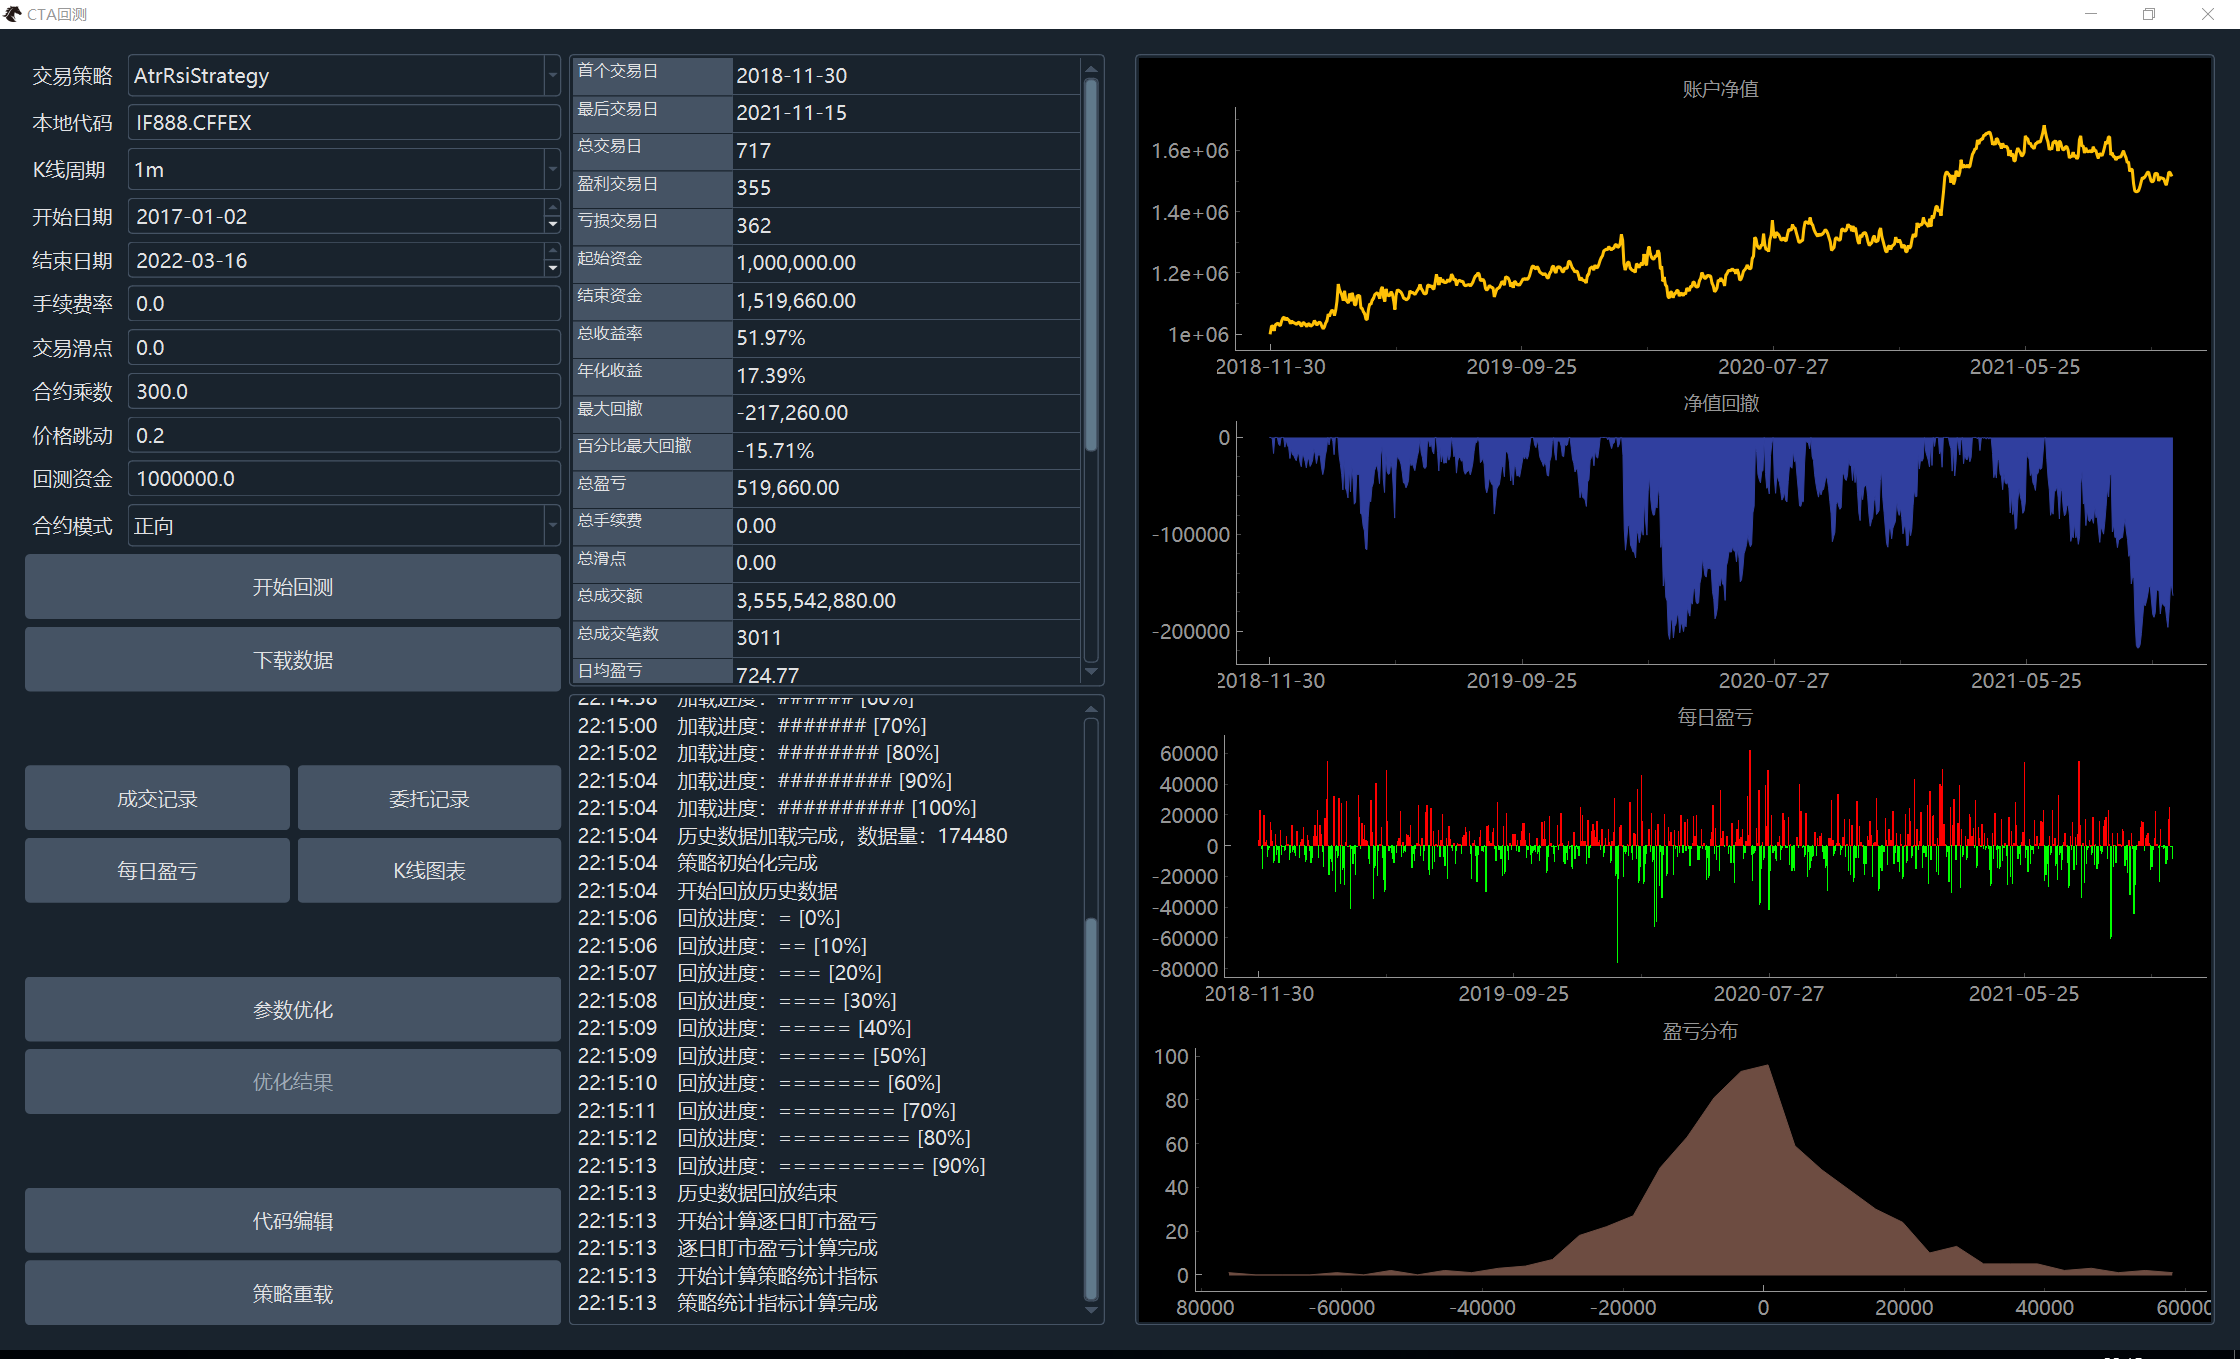 CTA回测
交易策略 AtrRsiStrategy
本地代码 IF888.CFFEX
K线周期 1m
开始日期 2017-01-02
结束日期 2022-03-16
手续费率 0.0
交易滑点 0.0
合约乘数 300.0
价格跳动 0.2
回测资金 1000000.0
合约模式 正向
开始回测
下载数据
成交记录 委托记录
每日盈亏 K线图表
参数优化
优化结果
代码编辑
策略重载
首个交易日 2018-11-30
最后交易日 2021-11-15
总交易日 717
盈利交易日 355
亏损交易日 362
起始资金 1,000,000.00
结束资金 1,519,660.00
总收益率 51.97%
年化收益 17.39%
最大回撤 -217,260.00
百分比最大回撤 -15.71%
总盈亏 519,660.00
总手续费 0.00
总滑点 0.00
总成交额 3,555,542,880.00
总成交笔数 3011
日均盈亏 724.77
22:14:58 加载进度：###### [60%]
22:15:00 加载进度：####### [70%]
22:15:02 加载进度：######## [80%]
22:15:04 加载进度：######### [90%]
22:15:04 加载进度：########## [100%]
22:15:04 历史数据加载完成，数据量：174480
22:15:04 策略初始化完成
22:15:04 开始回放历史数据
22:15:06 回放进度：= [0%]
22:15:06 回放进度：== [10%]
22:15:07 回放进度：=== [20%]
22:15:08 回放进度：==== [30%]
22:15:09 回放进度：===== [40%]
22:15:09 回放进度：====== [50%]
22:15:10 回放进度：======= [60%]
22:15:11 回放进度：======== [70%]
22:15:12 回放进度：========= [80%]
22:15:13 回放进度：========== [90%]
22:15:13 历史数据回放结束
22:15:13 开始计算逐日盯市盈亏
22:15:13 逐日盯市盈亏计算完成
22:15:13 开始计算策略统计指标
22:15:13 策略统计指标计算完成
账户净值
1.6e+06
1.4e+06
1.2e+06
1e+06
2018-11-30 2019-09-25 2020-07-27 2021-05-25
净值回撤
0
-100000
-200000
2018-11-30 2019-09-25 2020-07-27 2021-05-25
每日盈亏
60000
40000
20000
0
-20000
-40000
-60000
-80000
2018-11-30 2019-09-25 2020-07-27 2021-05-25
盈亏分布
100
80
60
40
20
0
80000 -60000 -40000 -20000 0 20000 40000 60000